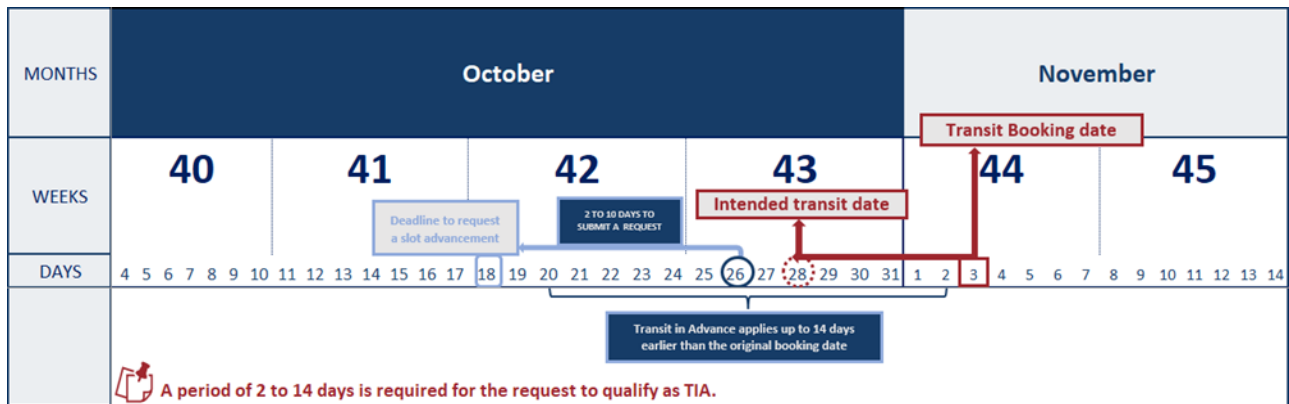 MONTHS
October
November
Transit Booking date
WEEKS
40
41
42
43
44
45
Deadline to request
a slot advancement
2 TO 10 DAYS TO
SUBMIT A REQUEST
Intended transit date
DAYS
4 5 6 7 8 9 10 11 12 13 14 15 16 17 18 19 20 21 22 23 24 25 26 27 28 29 30 31 1 2 3 4 5 6 7 8 9 10 11 12 13 14
Transit in Advance applies up to 14 days
earlier than the original booking date
A period of 2 to 14 days is required for the request to qualify as TIA.